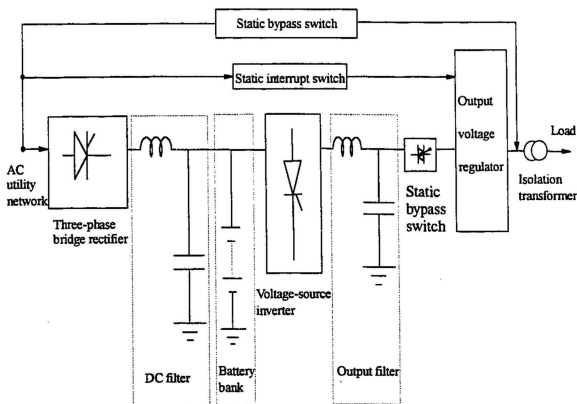 Static bypass switch
Static interrupt switch
Output
voltage
regulator
Load
Isolation
transformer
AC
utility
network
Three-phase
bridge rectifier
Static
bypass
switch
Voltage-source
inverter
DC filter
Battery
bank
Output filter